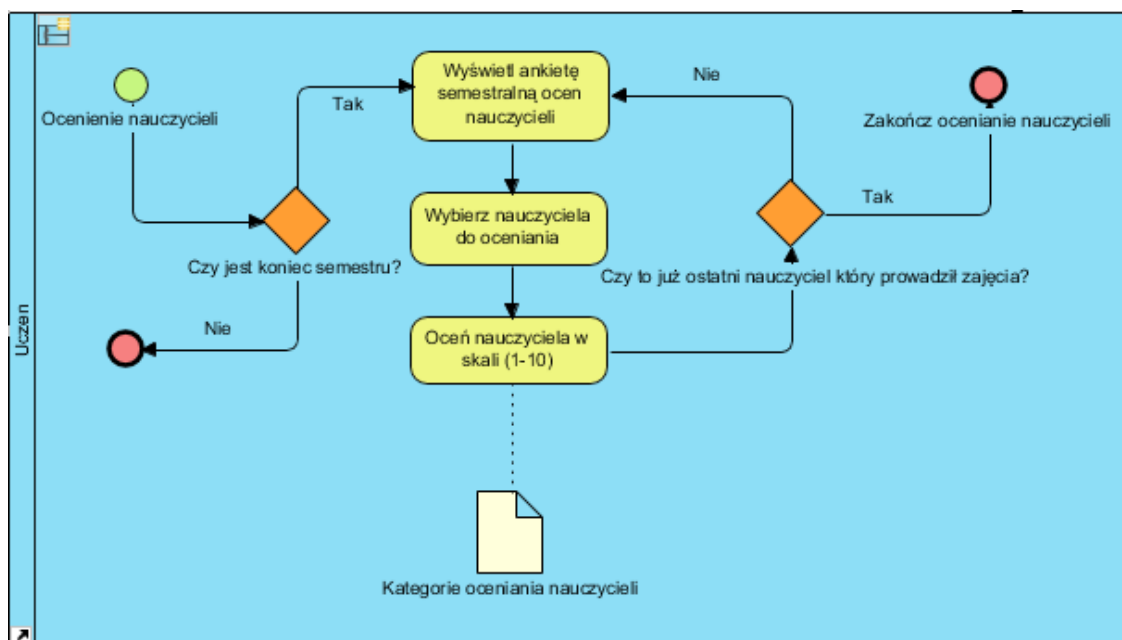 Uczen
Ocenienie nauczycieli
Tak
Wyświetl ankietę
semestralną ocen
nauczycieli
Nie
Zakończ ocenianie nauczycieli
Czy jest koniec semestru?
Wybierz nauczyciela
do oceniania
Tak
Czy to już ostatni nauczyciel który prowadził zajęcia?
Nie
Oceń nauczyciela w
skali (1-10)
Kategorie oceniania nauczycieli